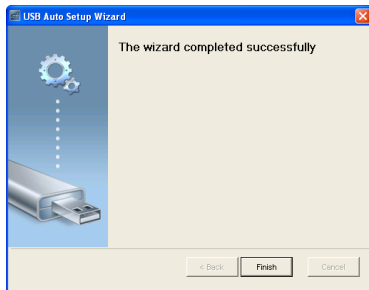 USB Auto Setup Wizard
The wizard completed successfully
< Back
Finish
Cancel